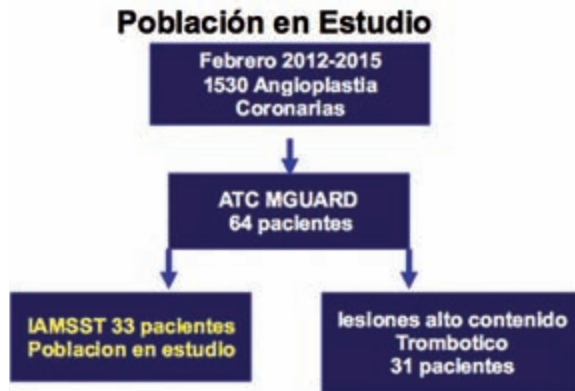 Población en Estudio
Febrero 2012-2015
1530 Angioplastia
Coronarias
ATC MGUARD
64 pacientes
IAMSST 33 pacientes
Poblacion en estudio
lesiones alto contenido
Trombotico
31 pacientes